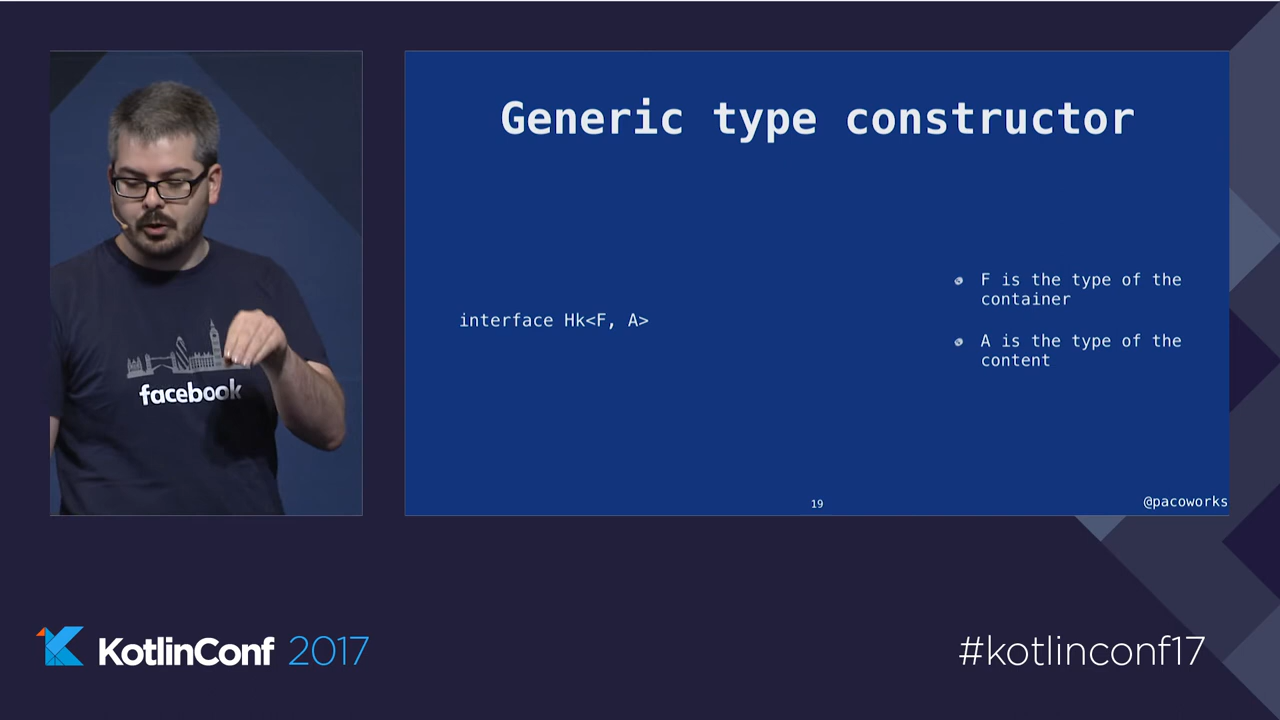 Generic type constructor
interface Hk<F, A>
F is the type of the
container
A is the type of the
content
19
@pacoworks
facebook
KotlinConf 2017
#kotlinconf17